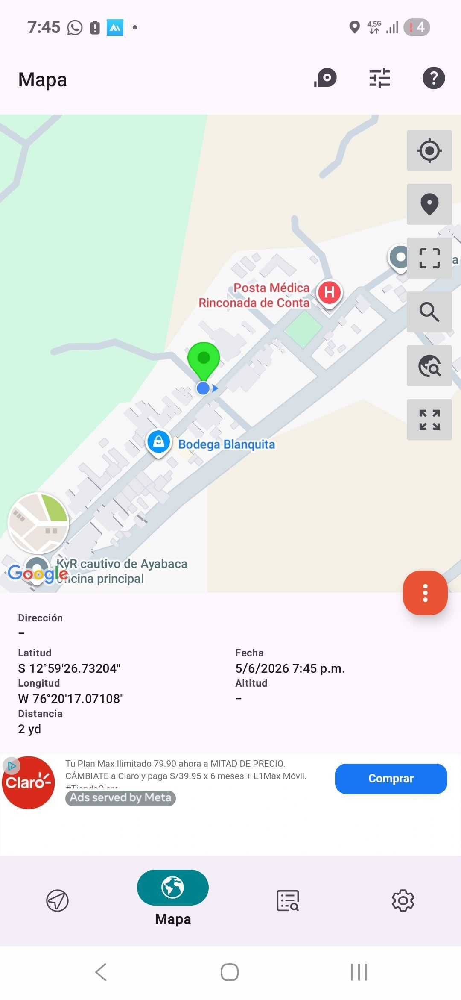 7:45
4.5G
4
Mapa
Posta Médica
Rinconada de Conta
H
a
Bodega Blanquita
KyR cautivo de Ayabaca
oficina principal
Google
Dirección
–
Latitud
Fecha
S 12°59'26.73204"
5/6/2026 7:45 p.m.
Longitud
Altitud
W 76°20'17.07108"
–
Distancia
2 yd
Claro-
Tu Plan Max Ilimitado 79.90 ahora a MITAD DE PRECIO.
CÁMBIATE a Claro y paga S/39.95 x 6 meses + L1Max Móvil.
#TiendaClaro
Ads served by Meta
Comprar
Mapa